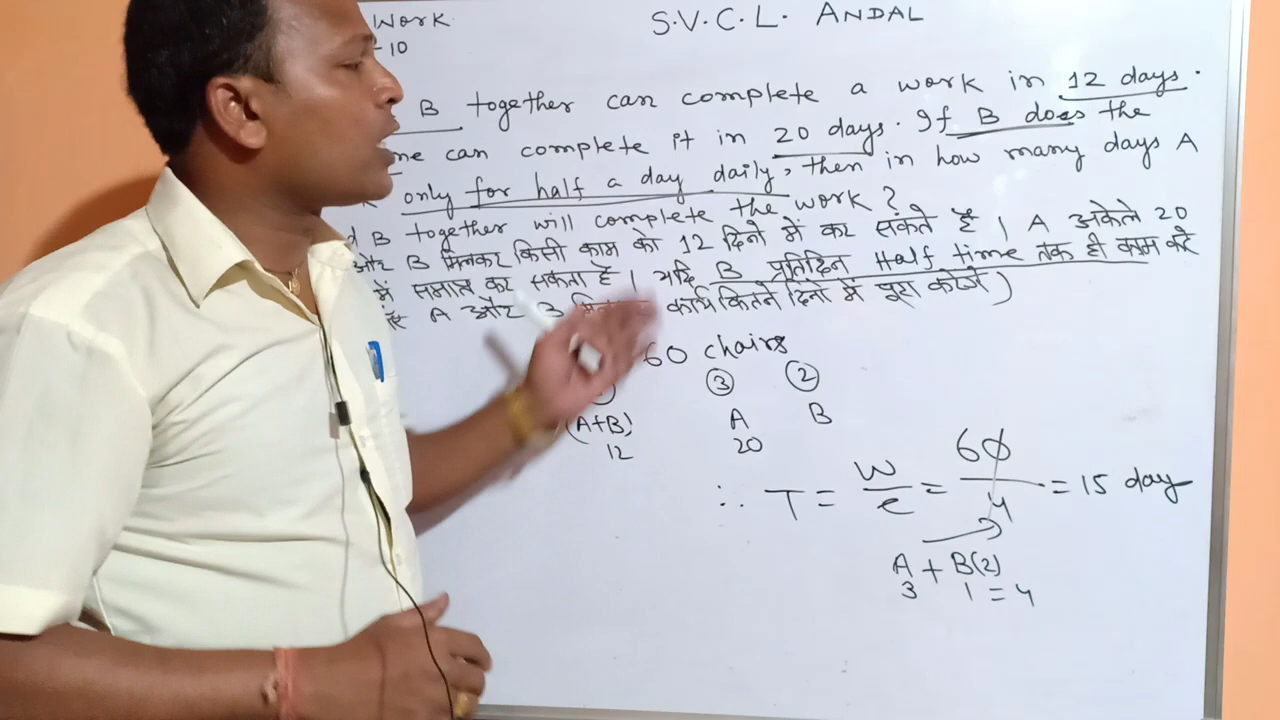 Work
S.V.C.L. ANDAL
-10
B together can complete a work in 12 days.
ne can complete it in 20 days. If B does the
only for half a day daily, then in how many days A
d B together will complete the work?
और B मिलकर किसी काम को 12 दिनो में कर सकते हैं । A अकेले 20
में समाप्त कर सकता है । यदि B प्रतिदिन Half time तक ही काम करे
A और B कार्य कितने दिनो में पूरा करेंगे)
60 chairs
③ ②
(A+B) A B
12 20
∴ T = W/e = 60/4 = 15 day
A + B(2)
3 1 = 4